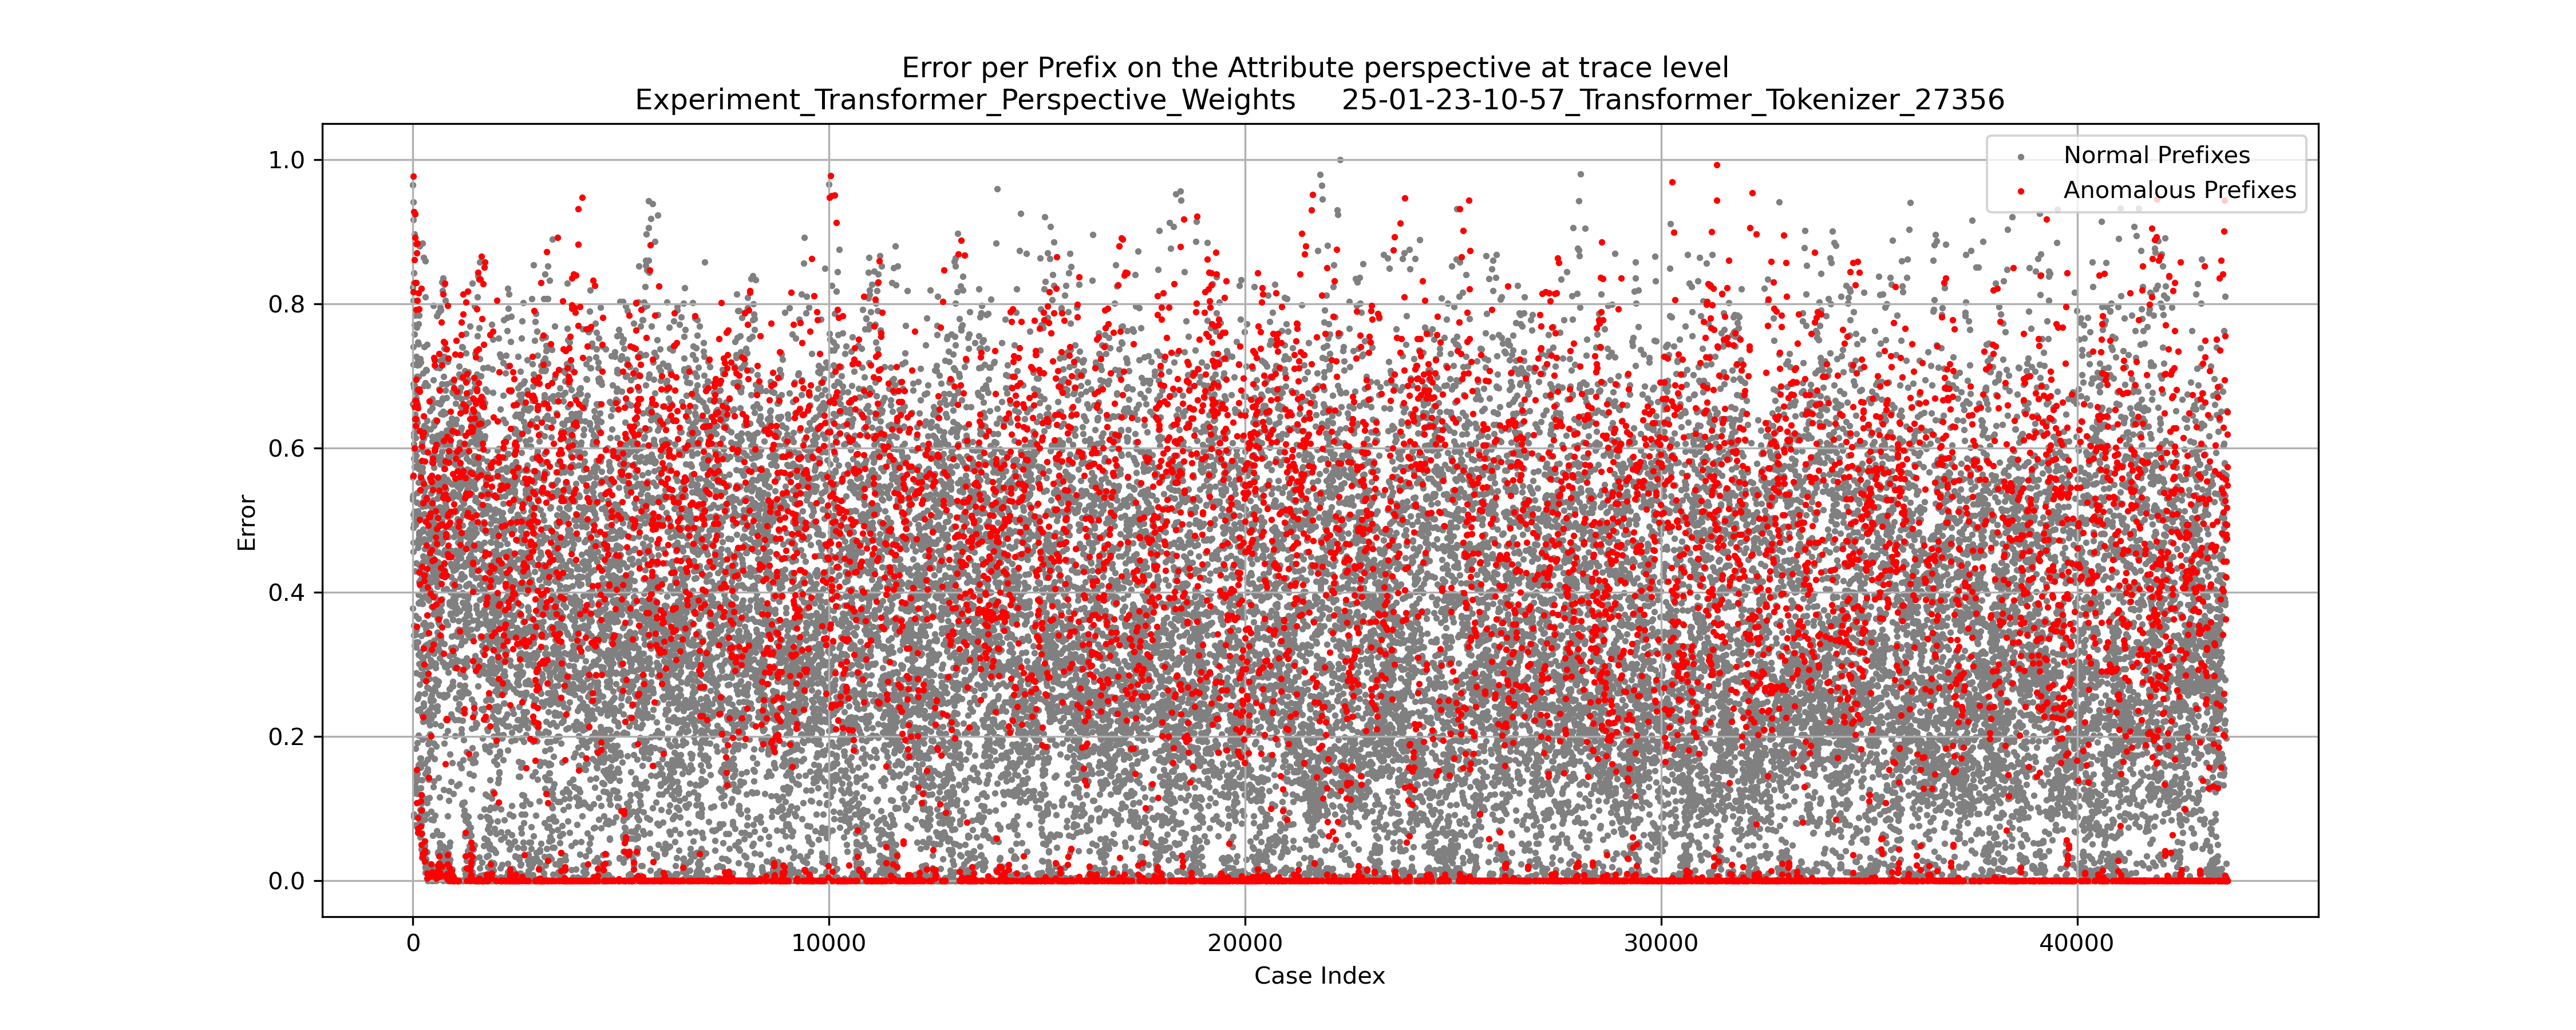 Error per Prefix on the Attribute perspective at trace level
Experiment_Transformer_Perspective_Weights 25-01-23-10-57_Transformer_Tokenizer_27356
Normal Prefixes
Anomalous Prefixes
1.0
0.8
0.6
0.4
0.2
0.0
Error
0 10000 20000 30000 40000
Case Index